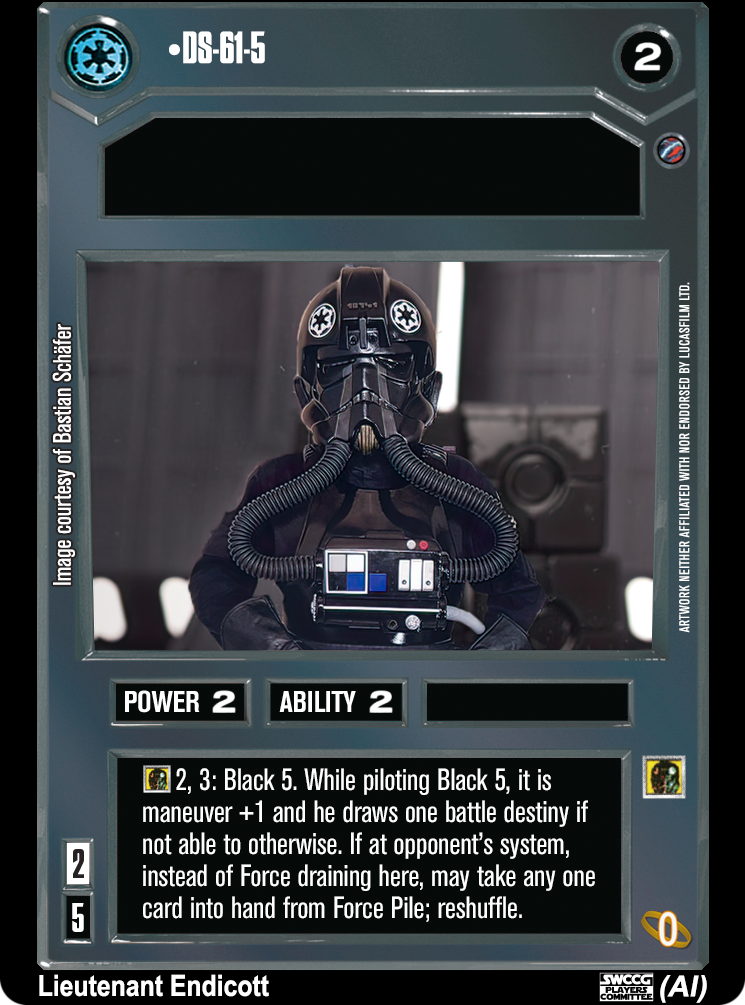 •DS-61-5
2
Image courtesy of Bastian Schäfer
ARTWORK NEITHER AFFILIATED WITH NOR ENDORSED BY LUCASFILM LTD.
POWER 2
ABILITY 2
2, 3: Black 5. While piloting Black 5, it is
maneuver +1 and he draws one battle destiny if
not able to otherwise. If at opponent's system,
instead of Force draining here, may take any one
card into hand from Force Pile; reshuffle.
2
5
0
Lieutenant Endicott
SWCCG
PLAYERS
COMMITTEE
(AI)